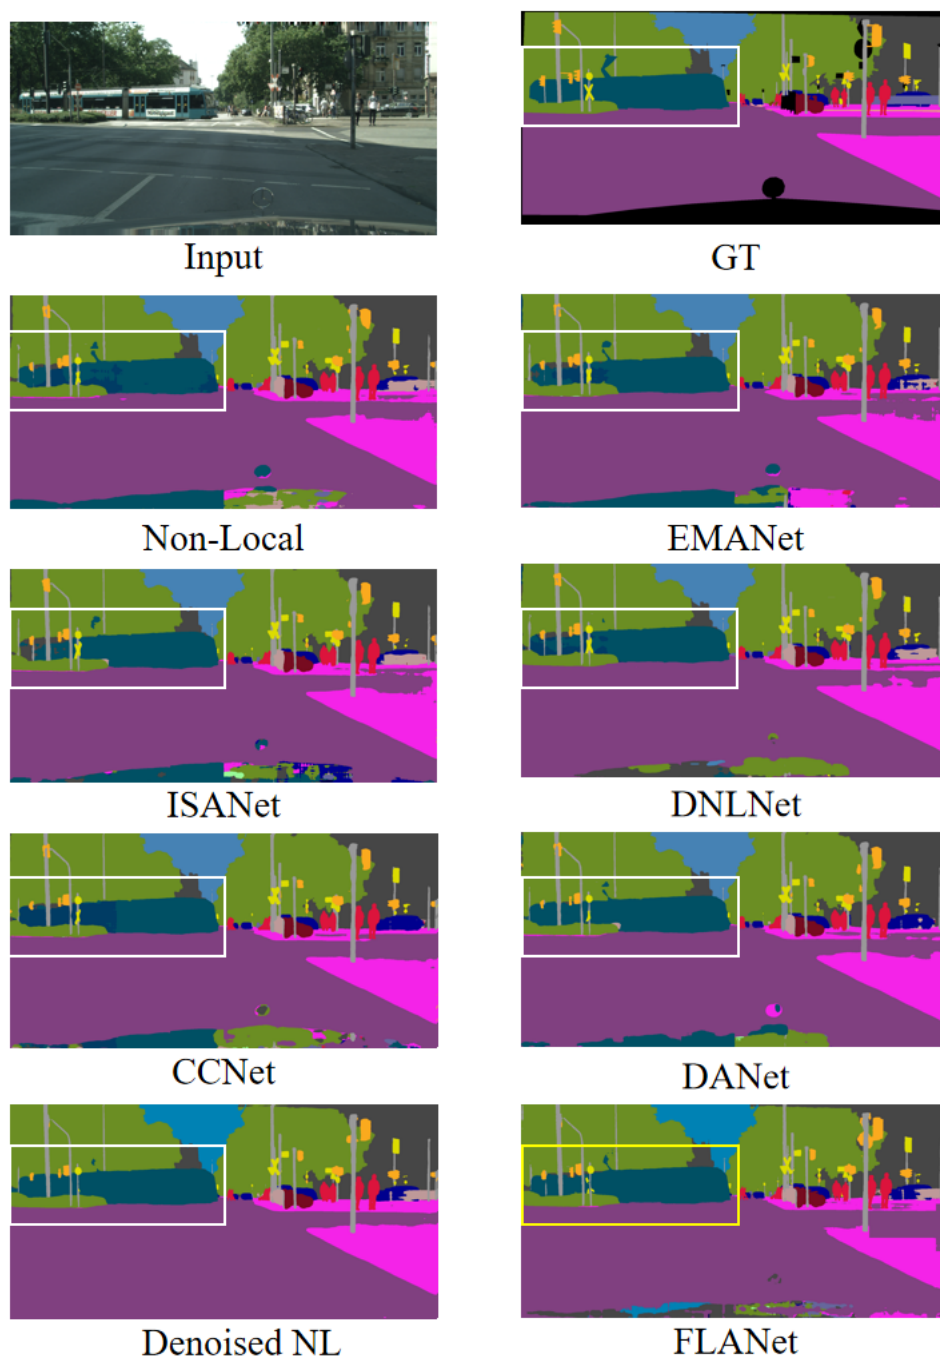 Input
GT
Non-Local
EMANet
ISANet
DNLNet
CCNet
DANet
Denoised NL
FLANet